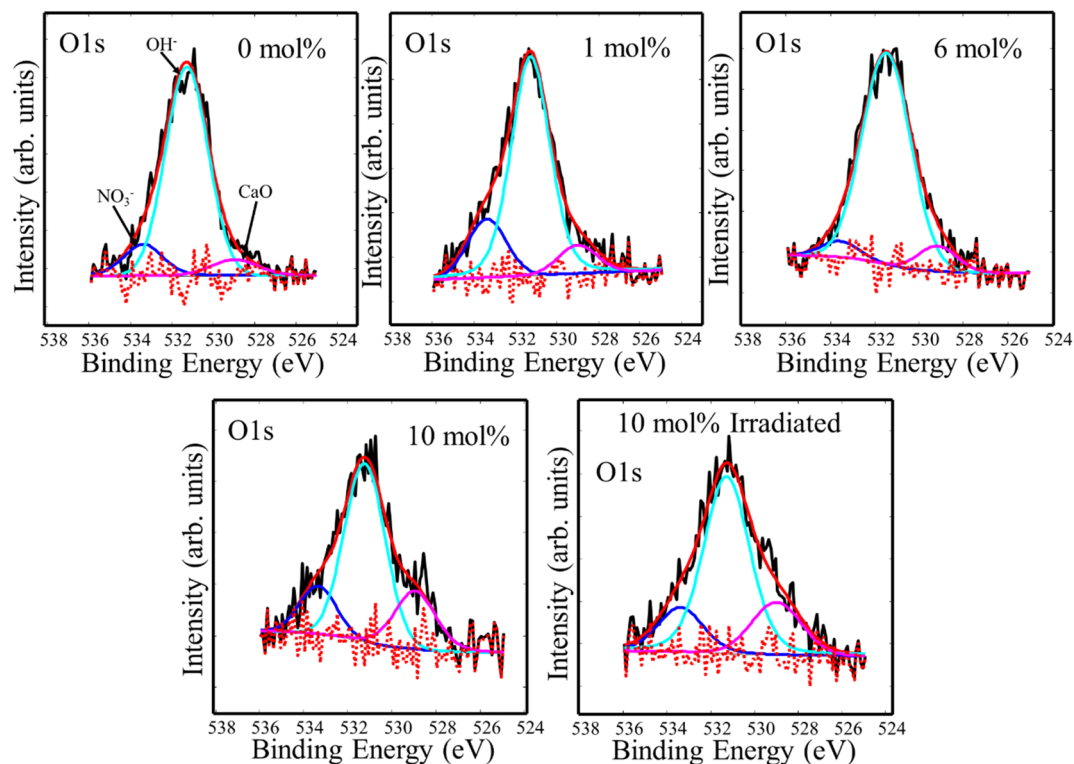 O1s
OH-
0 mol%
NO3-
CaO
Intensity (arb. units)
538 536 534 532 530 528 526 524
Binding Energy (eV)
O1s
1 mol%
Intensity (arb. units)
538 536 534 532 530 528 526 524
Binding Energy (eV)
O1s
6 mol%
Intensity (arb. units)
538 536 534 532 530 528 526 524
Binding Energy (eV)
O1s
10 mol%
Intensity (arb. units)
538 536 534 532 530 528 526 524
Binding Energy (eV)
10 mol% Irradiated
O1s
Intensity (arb. units)
538 536 534 532 530 528 526 524
Binding Energy (eV)